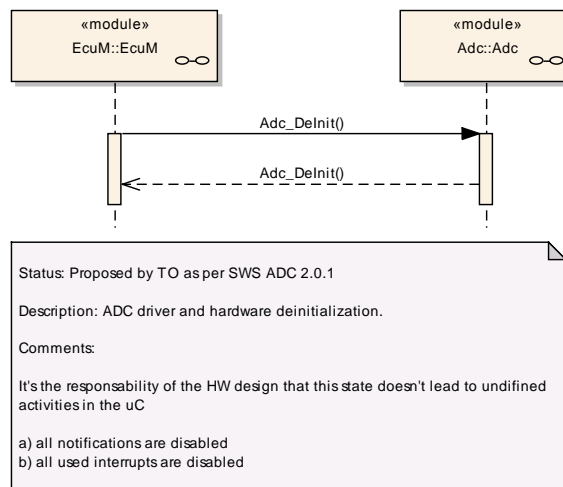 «module»
EcuM::EcuM
«module»
Adc::Adc
Adc_DeInit()
Adc_DeInit()
Status: Proposed by TO as per SWS ADC 2.0.1
Description: ADC driver and hardware deinitialization.
Comments:
It's the responsability of the HW design that this state doesn't lead to undifined
activities in the uC
a) all notifications are disabled
b) all used interrupts are disabled